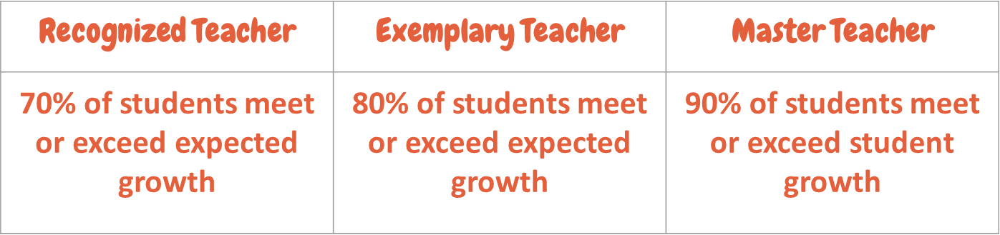 Recognized Teacher
Exemplary Teacher
Master Teacher
70% of students meet
or exceed expected
growth
80% of students meet
or exceed expected
growth
90% of students meet
or exceed student
growth